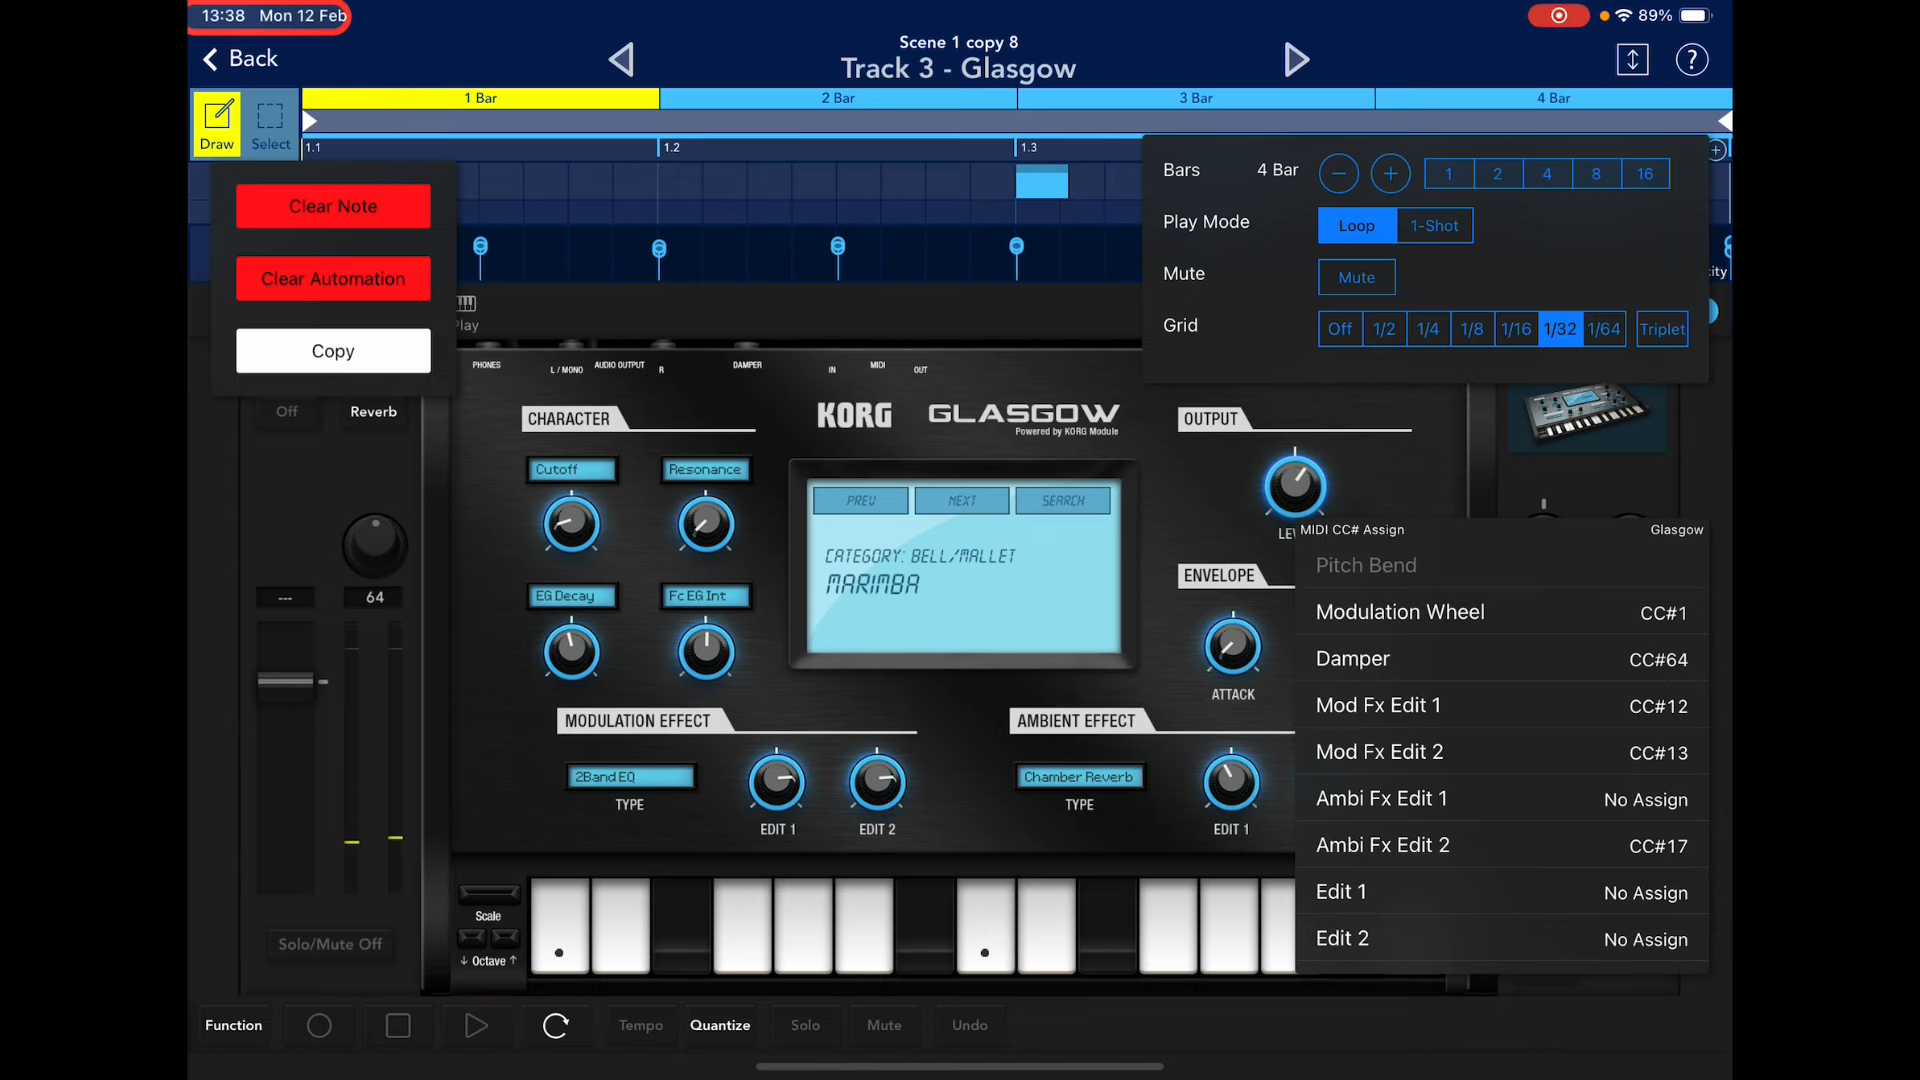 13:38 Mon 12 Feb
89%
Back
Scene 1 copy 8
Track 3 - Glasgow
?
1 Bar
2 Bar
3 Bar
4 Bar
Draw
Select
1.1
1.2
1.3
Clear Note
Clear Automation
Copy
Bars
4 Bar
1
2
4
8
16
Play Mode
Loop
1-Shot
Mute
Mute
Grid
Off
1/2
1/4
1/8
1/16
1/32
1/64
Triplet
PHONES
L / MONO
AUDIO OUTPUT
R
DAMPER
IN
MIDI
OUT
Off
Reverb
CHARACTER
KORG
GLASGOW
Powered by KORG Module
OUTPUT
Cutoff
Resonance
PREV
NEXT
SEARCH
CATEGORY: BELL/MALLET
MARIMBA
EG Decay
Fc EG Int
ENVELOPE
ATTACK
---
64
MODULATION EFFECT
2Band EQ
TYPE
EDIT 1
EDIT 2
AMBIENT EFFECT
Chamber Reverb
TYPE
EDIT 1
MIDI CC# Assign
Glasgow
Pitch Bend
Modulation Wheel
CC#1
Damper
CC#64
Mod Fx Edit 1
CC#12
Mod Fx Edit 2
CC#13
Ambi Fx Edit 1
No Assign
Ambi Fx Edit 2
CC#17
Edit 1
No Assign
Edit 2
No Assign
Scale
↓ Octave ↑
Solo/Mute Off
Function
Tempo
Quantize
Solo
Mute
Undo